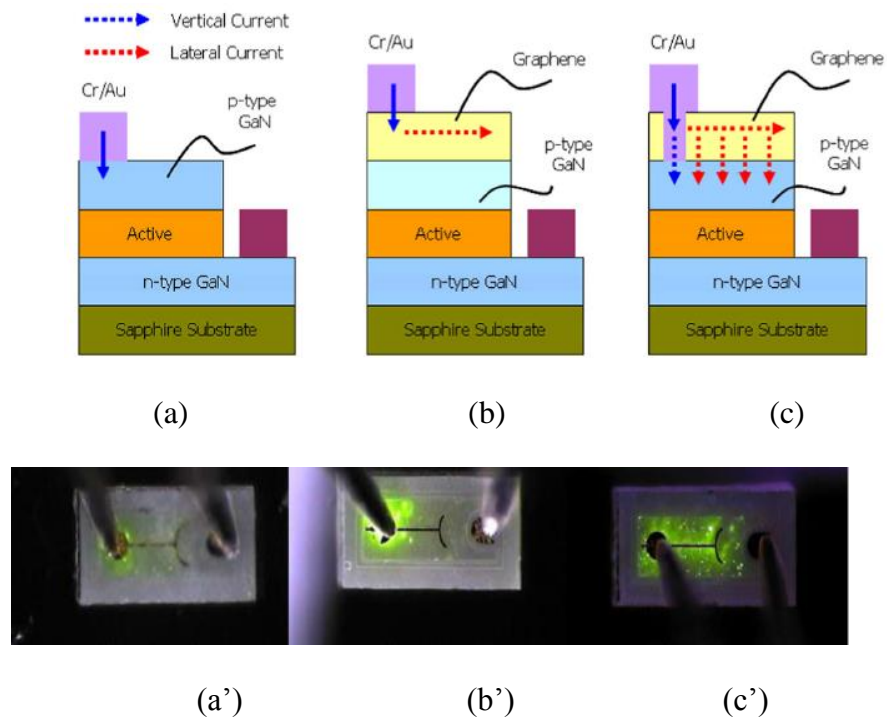 Vertical Current
Lateral Current
Cr/Au
p-type
GaN
Active
n-type GaN
Sapphire Substrate
(a)
Cr/Au
Graphene
p-type
GaN
Active
n-type GaN
Sapphire Substrate
(b)
Cr/Au
Graphene
p-type
GaN
Active
n-type GaN
Sapphire Substrate
(c)
(a’)
(b’)
(c’)